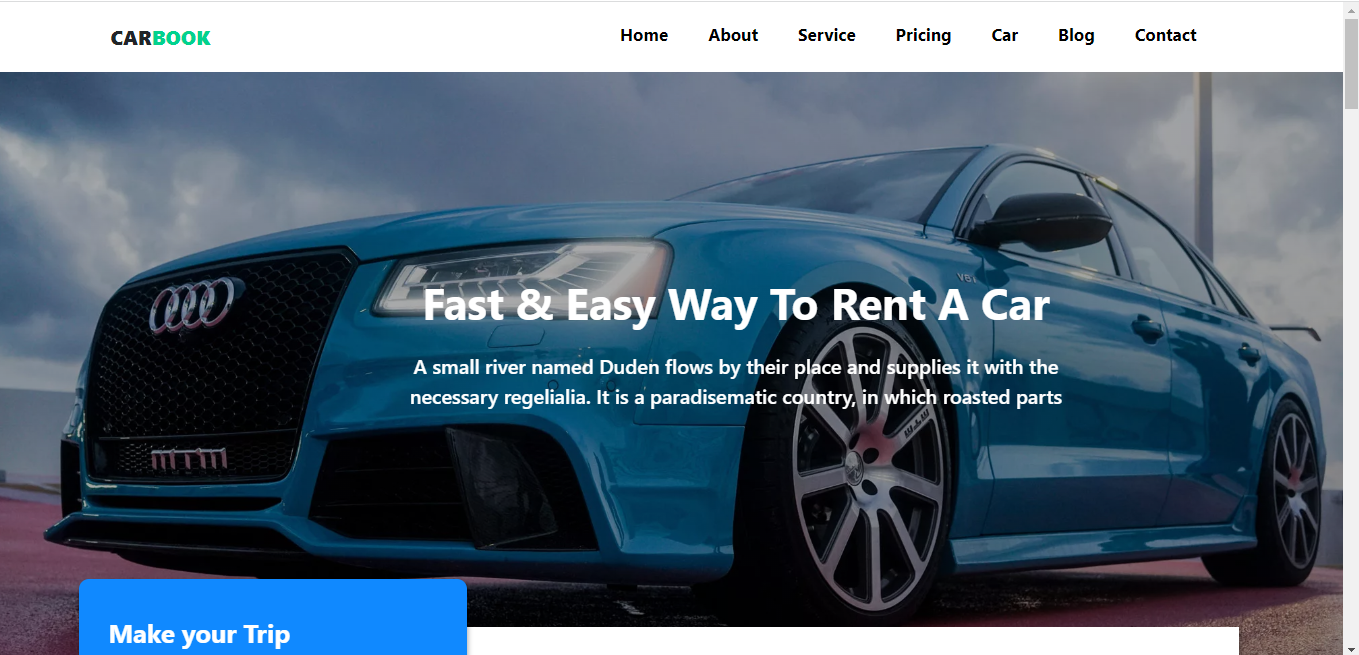 CARBOOK
Home About Service Pricing Car Blog Contact
Fast & Easy Way To Rent A Car
A small river named Duden flows by their place and supplies it with the
necessary regelialia. It is a paradisematic country, in which roasted parts
mtm
Make your Trip